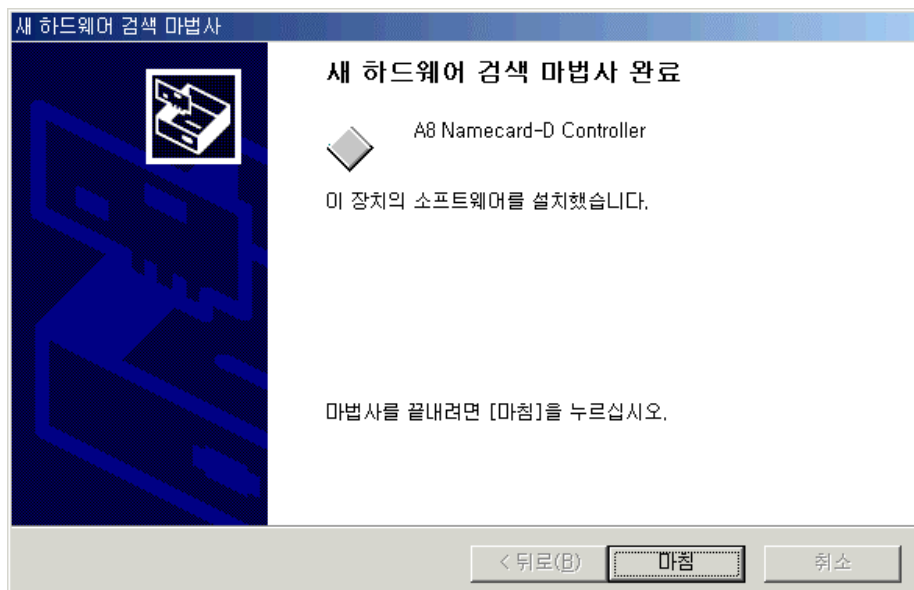 새 하드웨어 검색 마법사
새 하드웨어 검색 마법사 완료
A8 Namecard-D Controller
이 장치의 소프트웨어를 설치했습니다.
마법사를 끝내려면 [마침]을 누르십시오.
< 뒤로(B)
마침
취소